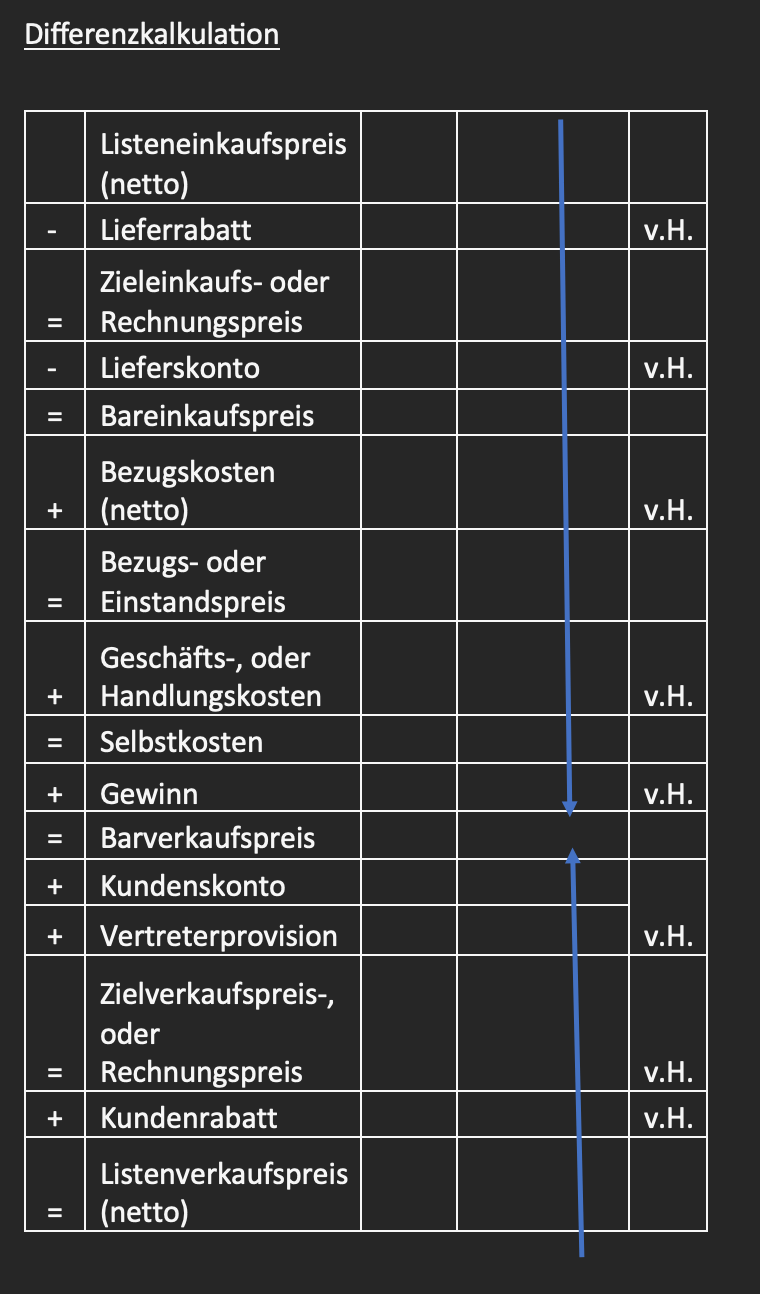 Differenzkalkulation
Listeneinkaufspreis
(netto)
- Lieferrabatt v.H.
Zieleinkaufs- oder
= Rechnungspreis
- Lieferskonto v.H.
= Bareinkaufspreis
Bezugskosten
+ (netto) v.H.
Bezugs- oder
= Einstandspreis
Geschäfts-, oder
+ Handlungskosten v.H.
= Selbstkosten
+ Gewinn v.H.
= Barverkaufspreis
+ Kundenskonto
+ Vertreterprovision v.H.
Zielverkaufspreis-,
oder
= Rechnungspreis v.H.
+ Kundenrabatt v.H.
Listenverkaufspreis
= (netto)